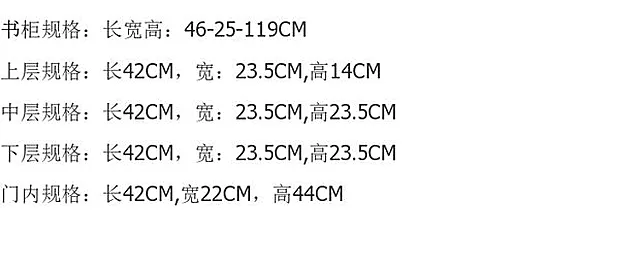 书柜规格：长宽高：46-25-119CM
上层规格：长42CM，宽：23.5CM,高14CM
中层规格：长42CM，宽：23.5CM,高23.5CM
下层规格：长42CM，宽：23.5CM,高23.5CM
门内规格：长42CM,宽22CM，高44CM